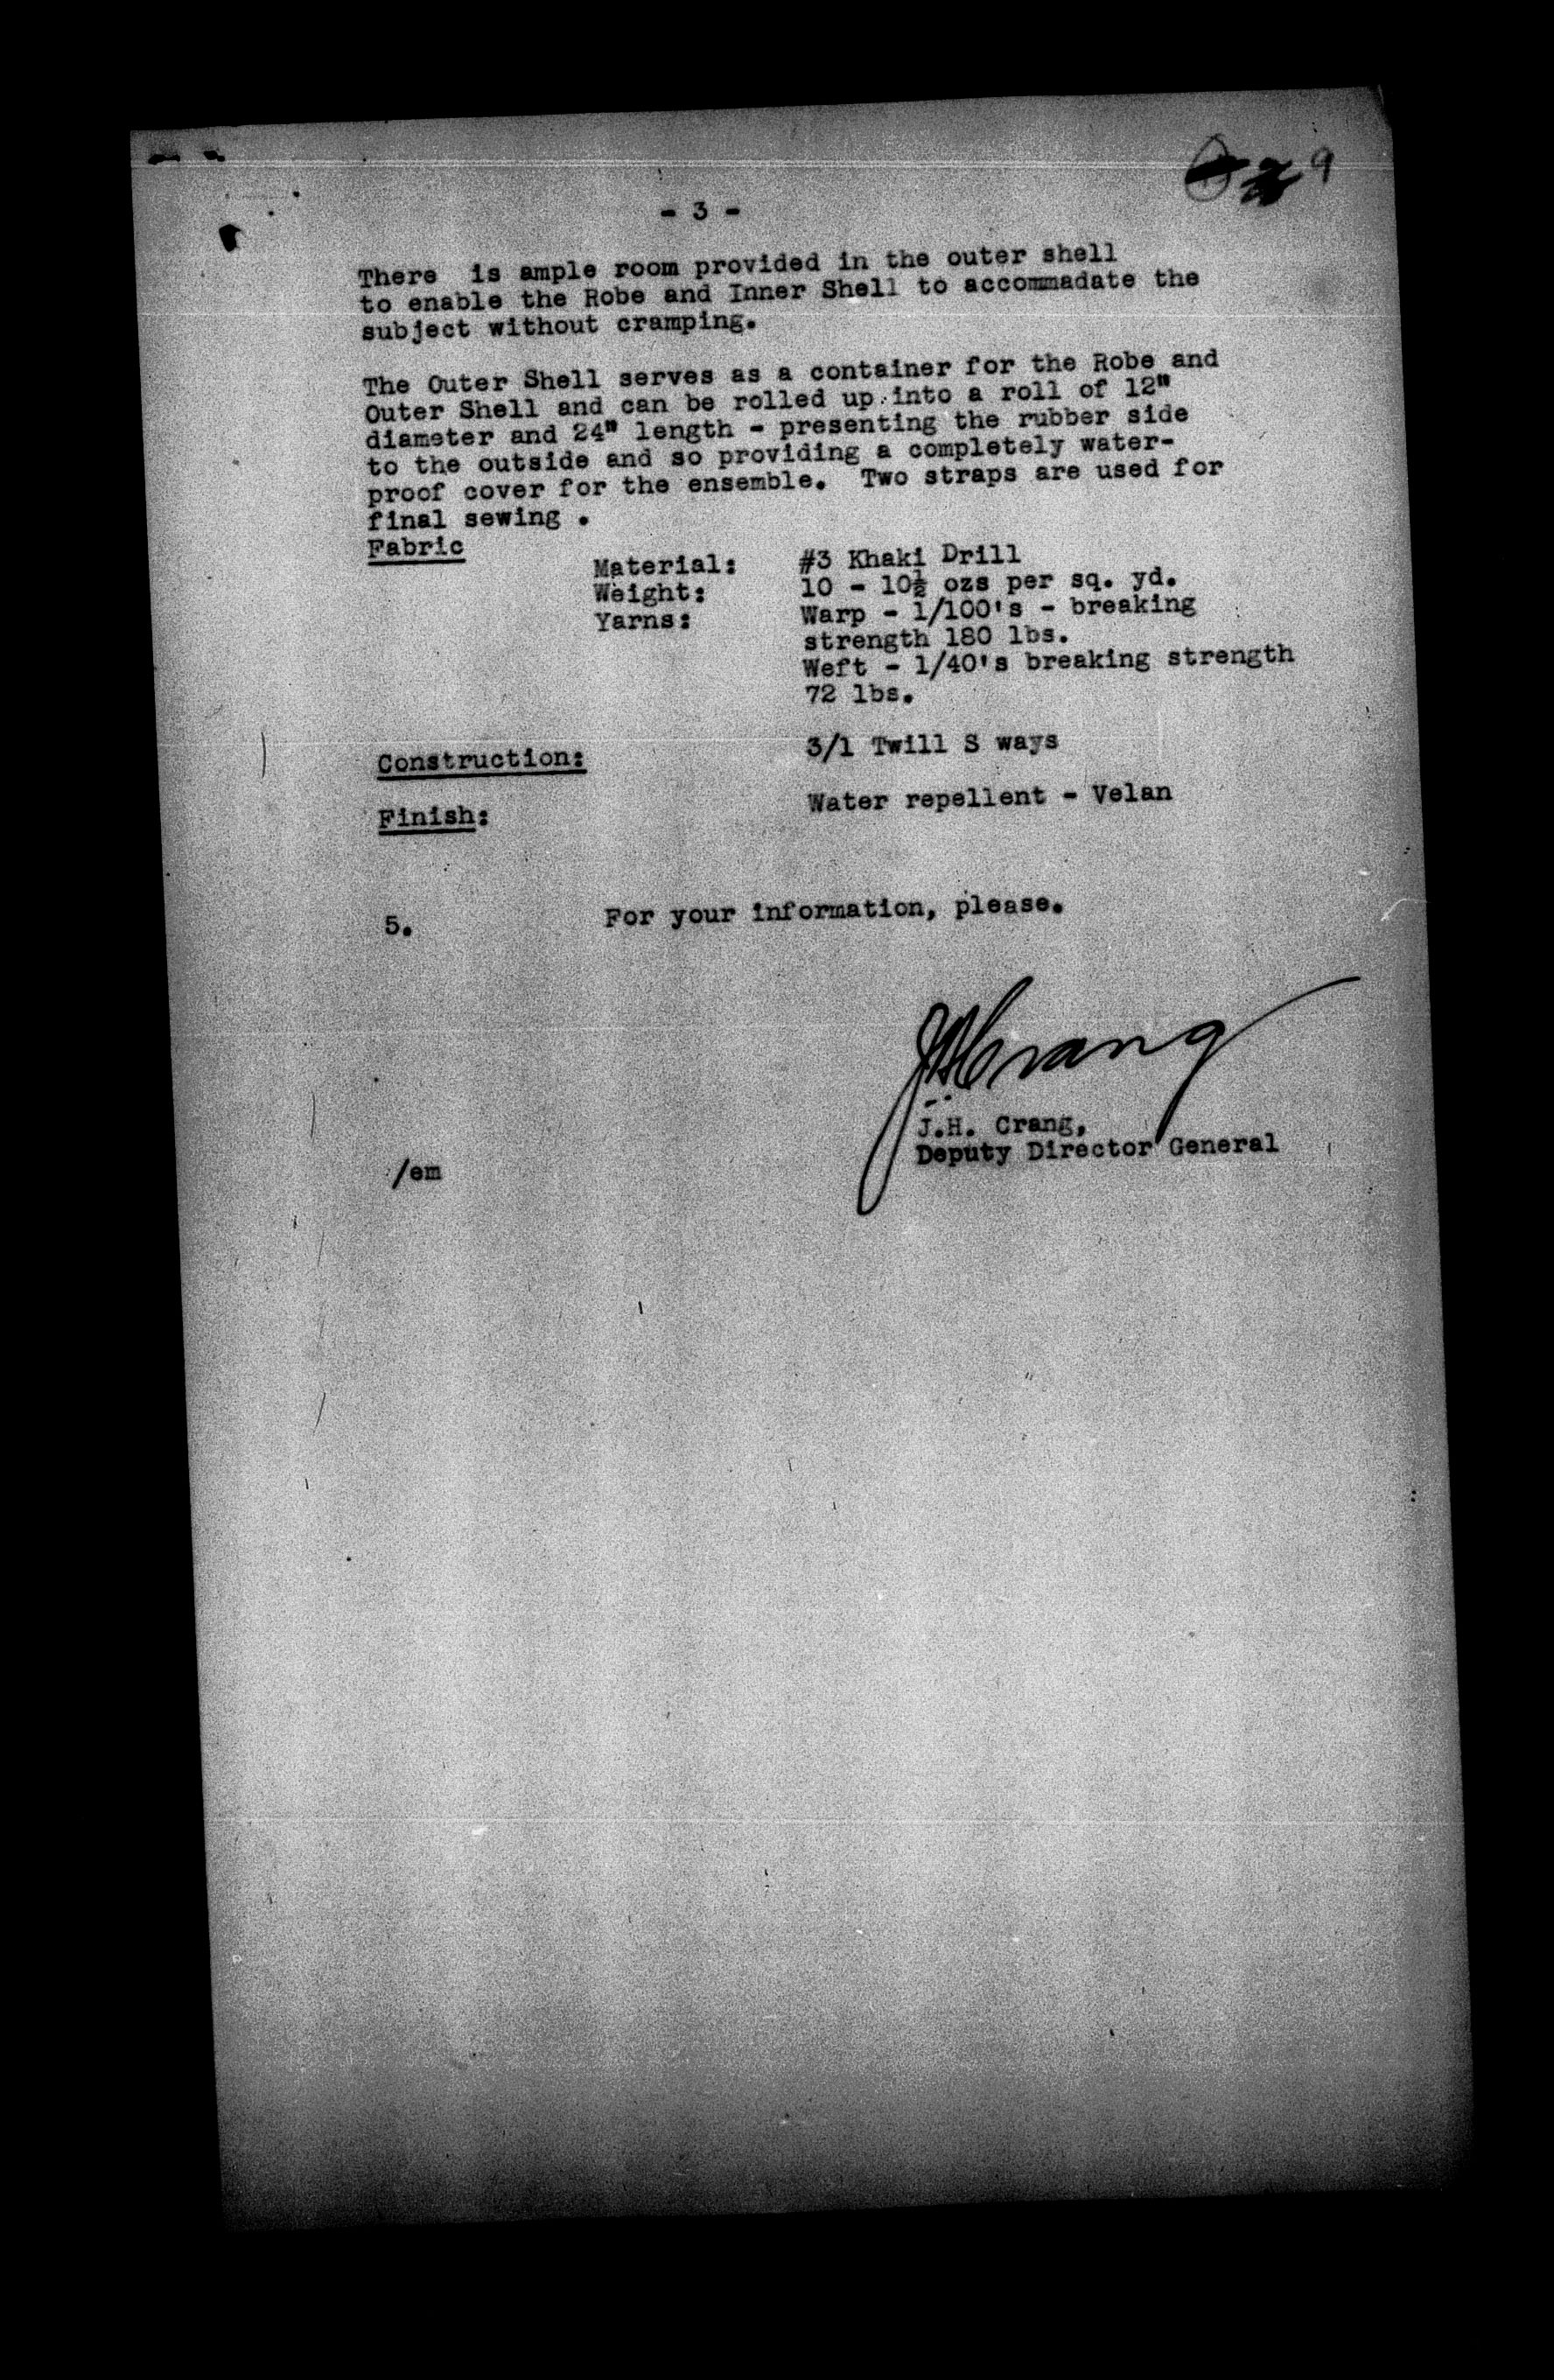 9
- 3 -
There is ample room provided in the outer shell
to enable the Robe and Inner Shell to accommadate the
subject without cramping.
The Outer Shell serves as a container for the Robe and
Outer Shell and can be rolled up into a roll of 12"
diameter and 24" length - presenting the rubber side
to the outside and so providing a completely water-
proof cover for the ensemble. Two straps are used for
final sewing .
Fabric
Material: #3 Khaki Drill
Weight: 10 - 10½ ozs per sq. yd.
Yarns: Warp - 1/100's - breaking
strength 180 lbs.
Weft - 1/40's breaking strength
72 lbs.
Construction: 3/1 Twill S ways
Finish: Water repellent - Velan
5. For your information, please.
JHCrang
J.H. Crang,
Deputy Director General
/em